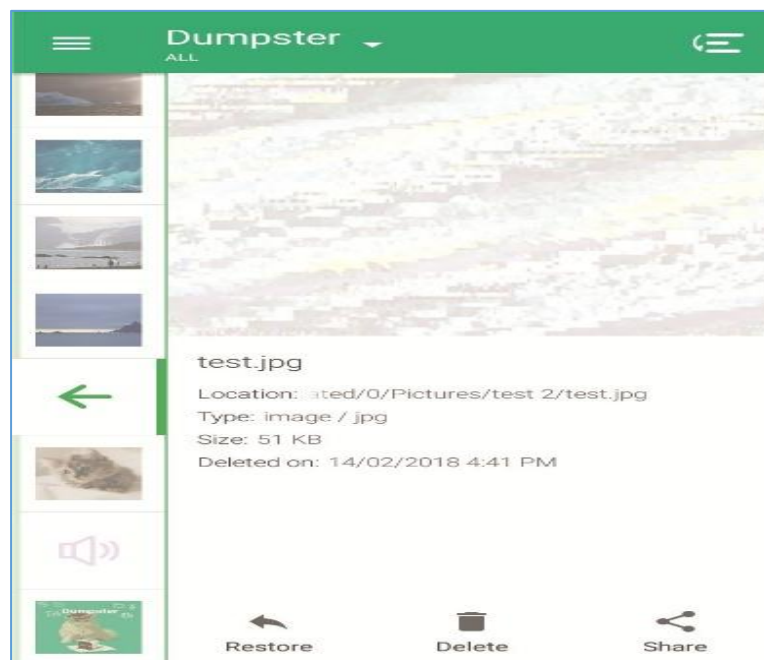 Dumpster
ALL
test.jpg
Location: ated/0/Pictures/test 2/test.jpg
Type: image / jpg
Size: 51 KB
Deleted on: 14/02/2018 4:41 PM
Dumpster
Restore Delete Share